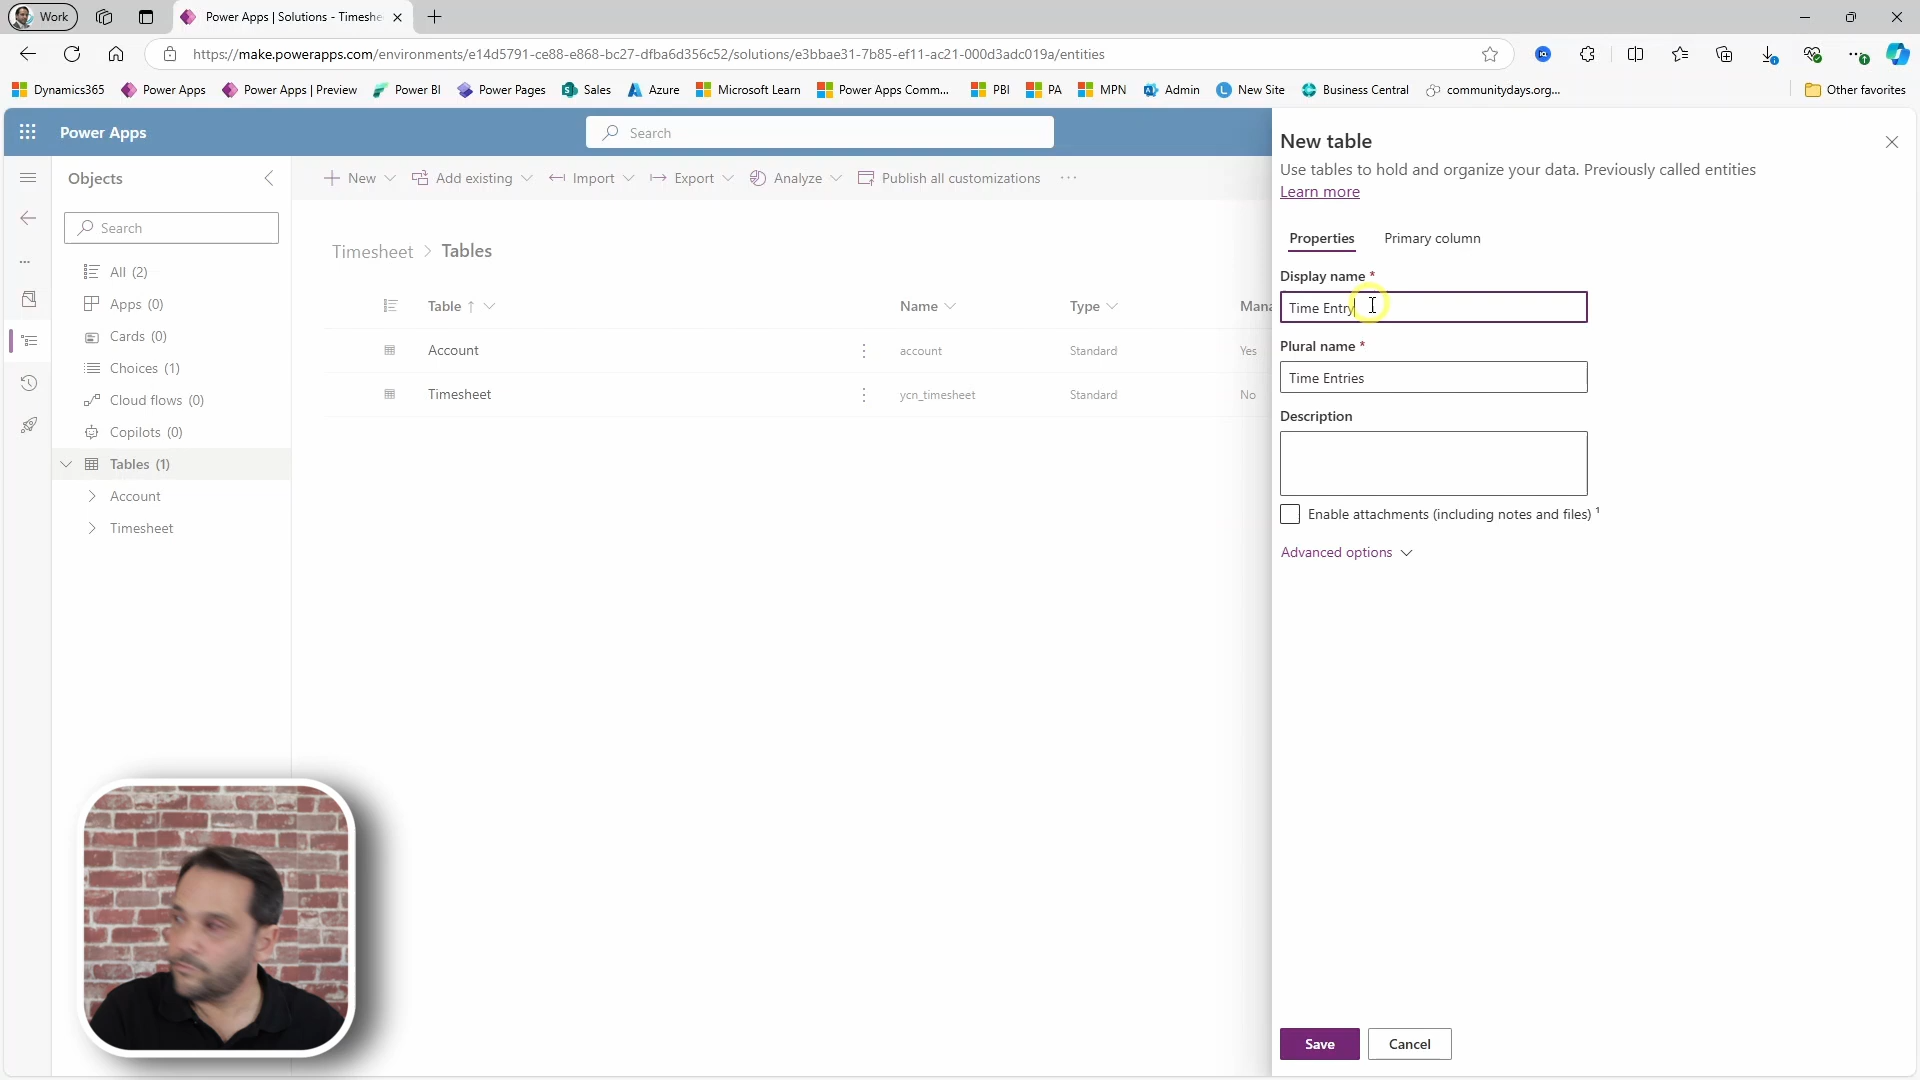 Work
Power Apps | Solutions - Timeshe
https://make.powerapps.com/environments/e14d5791-ce88-e868-bc27-dfba6d356c52/solutions/e3bbae31-7b85-ef11-ac21-000d3adc019a/entities
Dynamics365
Power Apps
Power Apps | Preview
Power BI
Power Pages
Sales
Azure
Microsoft Learn
Power Apps Comm...
PBI
PA
MPN
Admin
New Site
Business Central
communitydays.org...
Other favorites
Power Apps
Search
Objects
Search
All (2)
Apps (0)
Cards (0)
Choices (1)
Cloud flows (0)
Copilots (0)
Tables (1)
Account
Timesheet
New
Add existing
Import
Export
Analyze
Publish all customizations
Timesheet > Tables
Table ↑ Name Type Mana
Account account Standard Yes
Timesheet ycn_timesheet Standard No
New table
Use tables to hold and organize your data. Previously called entities
Learn more
Properties Primary column
Display name *
Time Entry
Plural name *
Time Entries
Description
Enable attachments (including notes and files) ¹
Advanced options
Save Cancel